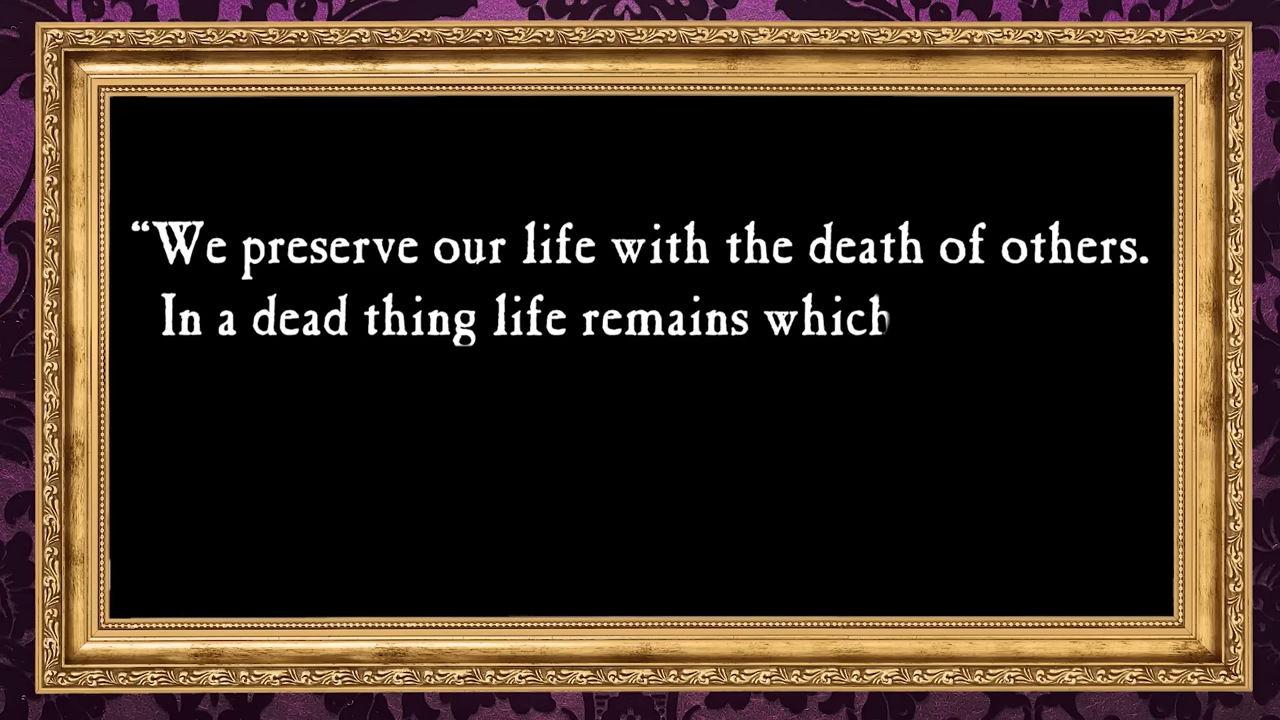 “We preserve our life with the death of others.
In a dead thing life remains which